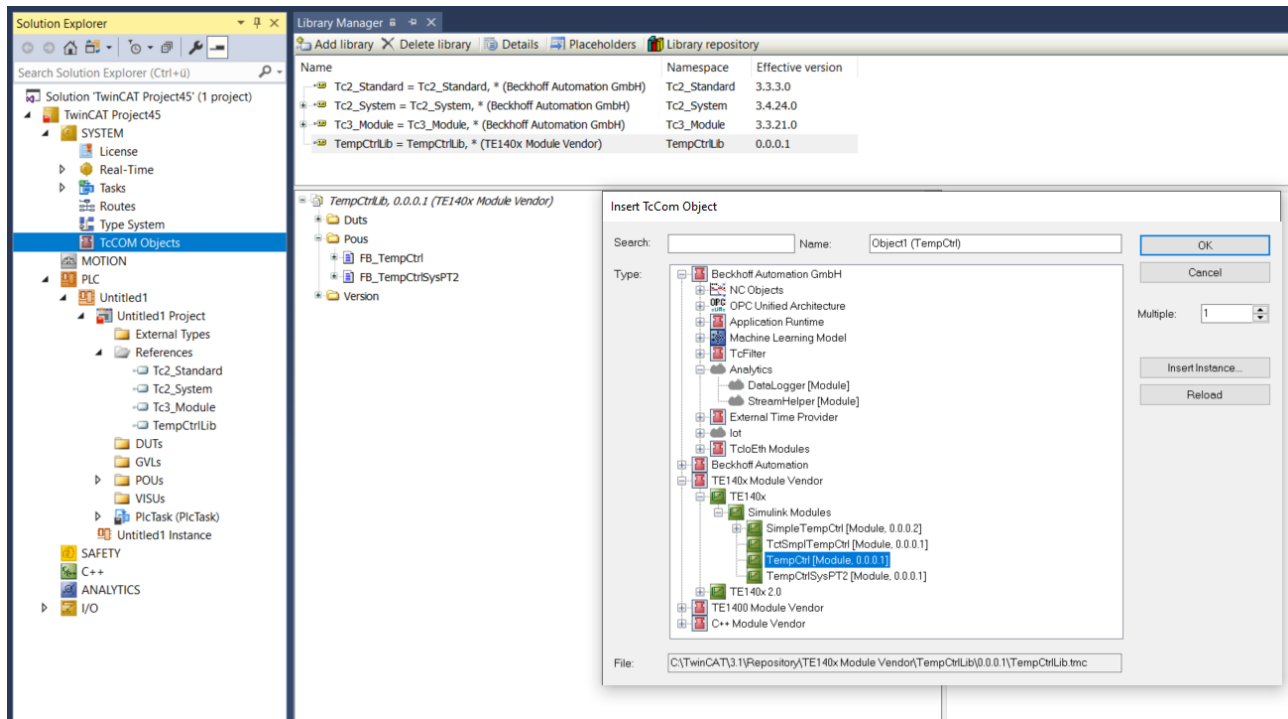 Solution Explorer
Search Solution Explorer (Ctrl+ü)
Solution 'TwinCAT Project45' (1 project)
TwinCAT Project45
SYSTEM
License
Real-Time
Tasks
Routes
Type System
TcCOM Objects
MOTION
PLC
Untitled1
Untitled1 Project
External Types
References
Tc2_Standard
Tc2_System
Tc3_Module
TempCtrlLib
DUTs
GVLs
POUs
VISUs
PlcTask (PlcTask)
Untitled1 Instance
SAFETY
C++
ANALYTICS
I/O
Library Manager
Add library Delete library Details Placeholders Library repository
Name Namespace Effective version
Tc2_Standard = Tc2_Standard, * (Beckhoff Automation GmbH) Tc2_Standard 3.3.3.0
Tc2_System = Tc2_System, * (Beckhoff Automation GmbH) Tc2_System 3.4.24.0
Tc3_Module = Tc3_Module, * (Beckhoff Automation GmbH) Tc3_Module 3.3.21.0
TempCtrlLib = TempCtrlLib, * (TE140x Module Vendor) TempCtrlLib 0.0.0.1
TempCtrlLib, 0.0.0.1 (TE140x Module Vendor)
Duts
Pous
FB_TempCtrl
FB_TempCtrlSysPT2
Version
Insert TcCom Object
Search: Name: Object1 (TempCtrl) OK
Type:
Beckhoff Automation GmbH
NC Objects
OPC Unified Architecture
Application Runtime
Machine Learning Model
TcFilter
Analytics
DataLogger [Module]
StreamHelper [Module]
External Time Provider
Iot
TcIoEth Modules
Beckhoff Automation
TE140x Module Vendor
TE140x
Simulink Modules
SimpleTempCtrl [Module, 0.0.0.2]
TctSmplTempCtrl [Module, 0.0.0.1]
TempCtrl [Module, 0.0.0.1]
TempCtrlSysPT2 [Module, 0.0.0.1]
TE140x 2.0
TE1400 Module Vendor
C++ Module Vendor
Cancel
Multiple: 1
Insert Instance...
Reload
File: C:\TwinCAT\3.1\Repository\TE140x Module Vendor\TempCtrlLib\0.0.0.1\TempCtrlLib.tmc